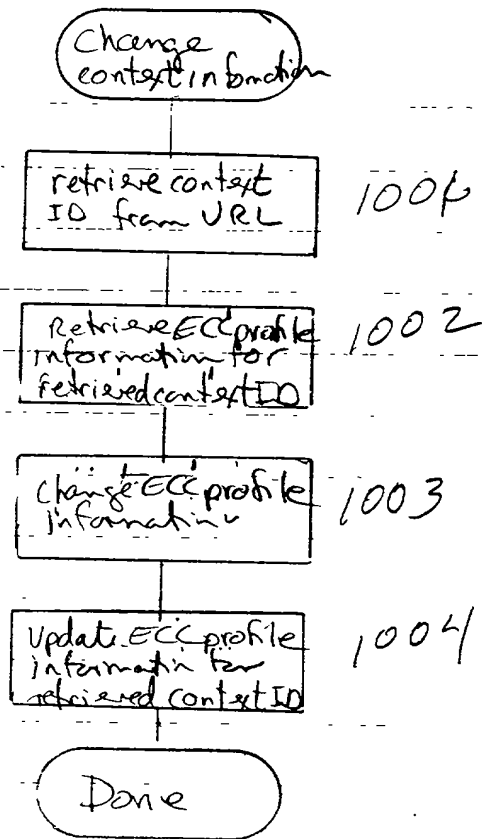 Change
context information
retrieve context
ID from URL
1001
Retrieve ECC profile
information for
retrieved context ID
1002
change ECC profile
information
1003
Update ECC profile
information for
retrieved context ID
1004
Done